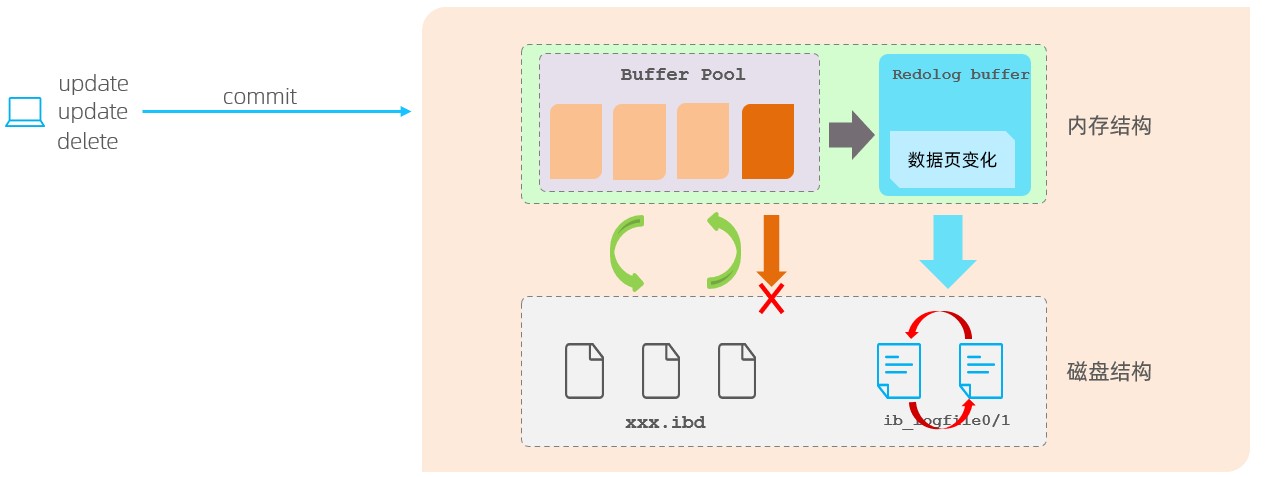 update
update
delete
commit
Buffer Pool
Redolog buffer
数据页变化
内存结构
xxx.ibd
ib_logfile0/1
磁盘结构